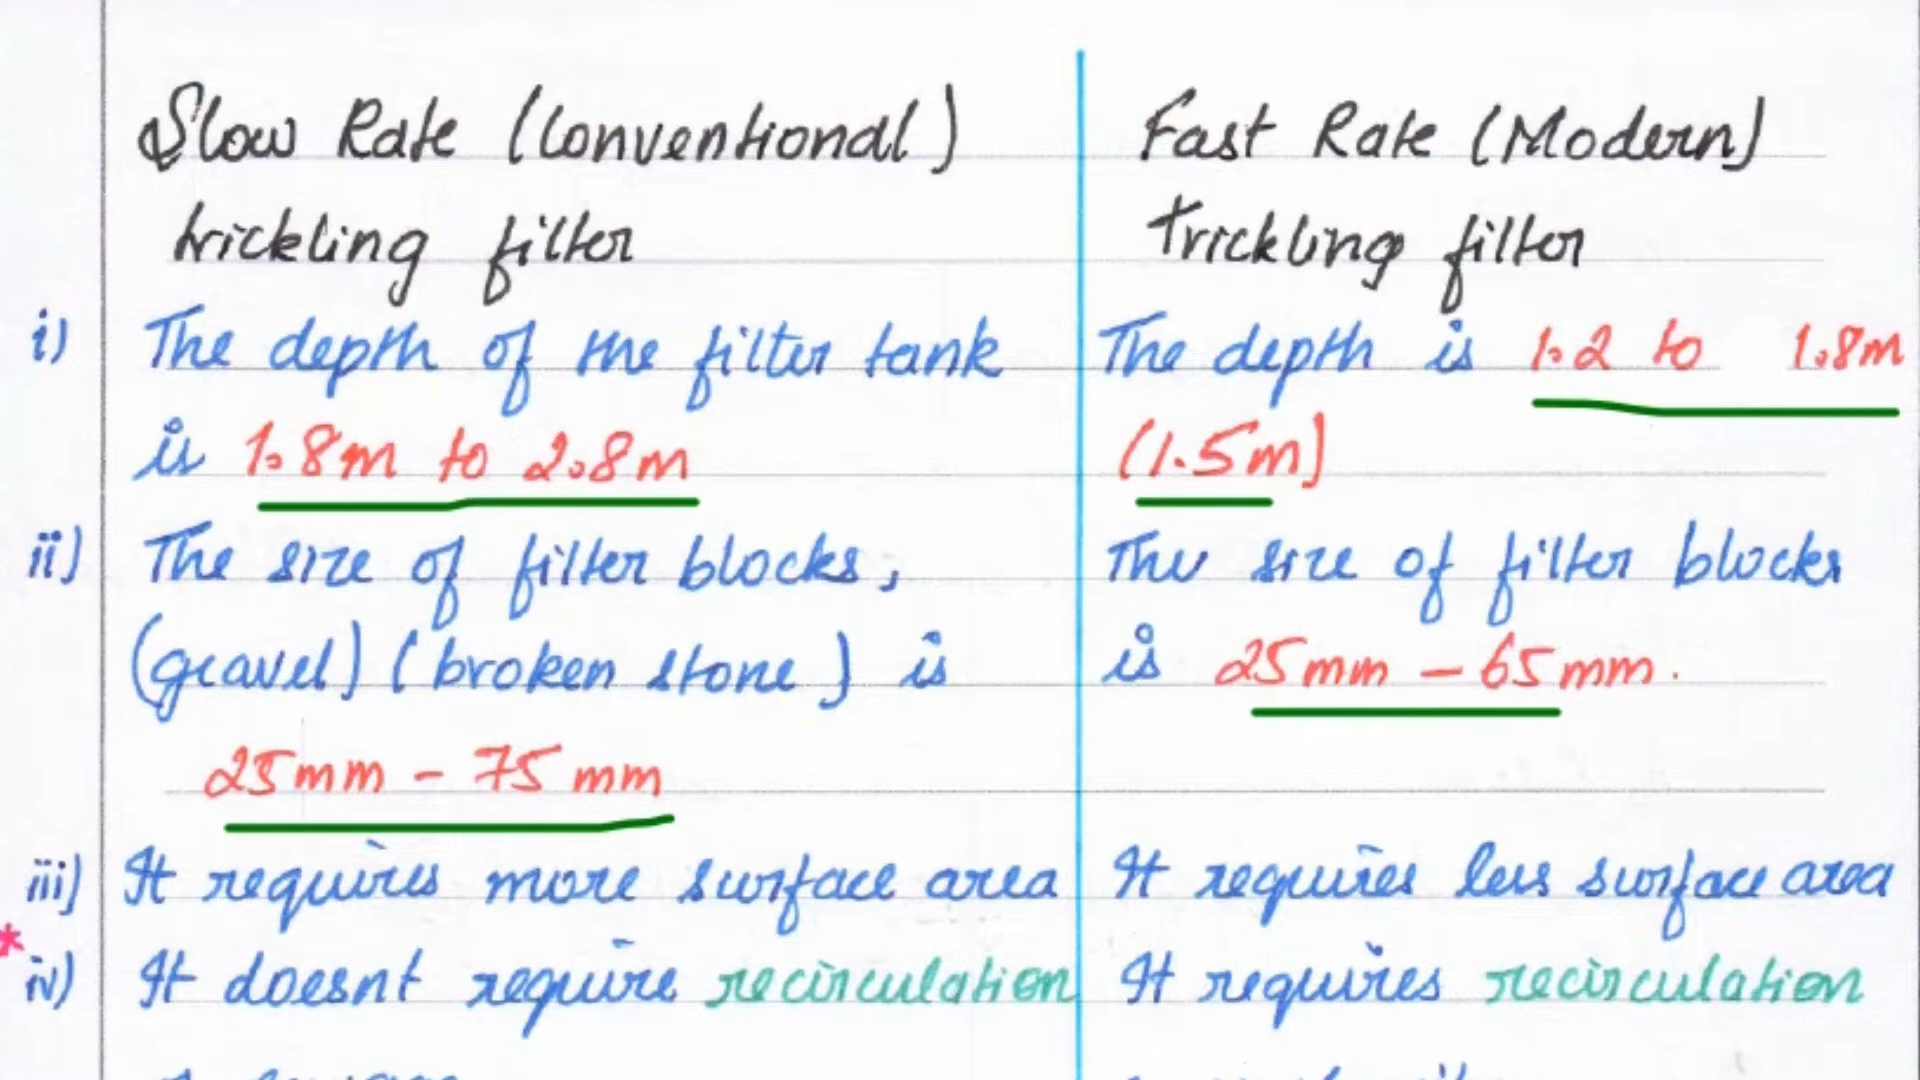 Slow Rate (Conventional) Fast Rate (Modern)
trickling filter Trickling filter
i) The depth of the filter tank The depth is 1.2 to 1.8m
is 1.8m to 2.8m (1.5m)
ii) The size of filter blocks, The size of filter blocks
(gravel) (broken stone) is is 25mm – 65mm.
25mm – 75mm
iii) It requires more surface area It requires less surface area
* iv) It doesnt require recirculation It requires recirculation